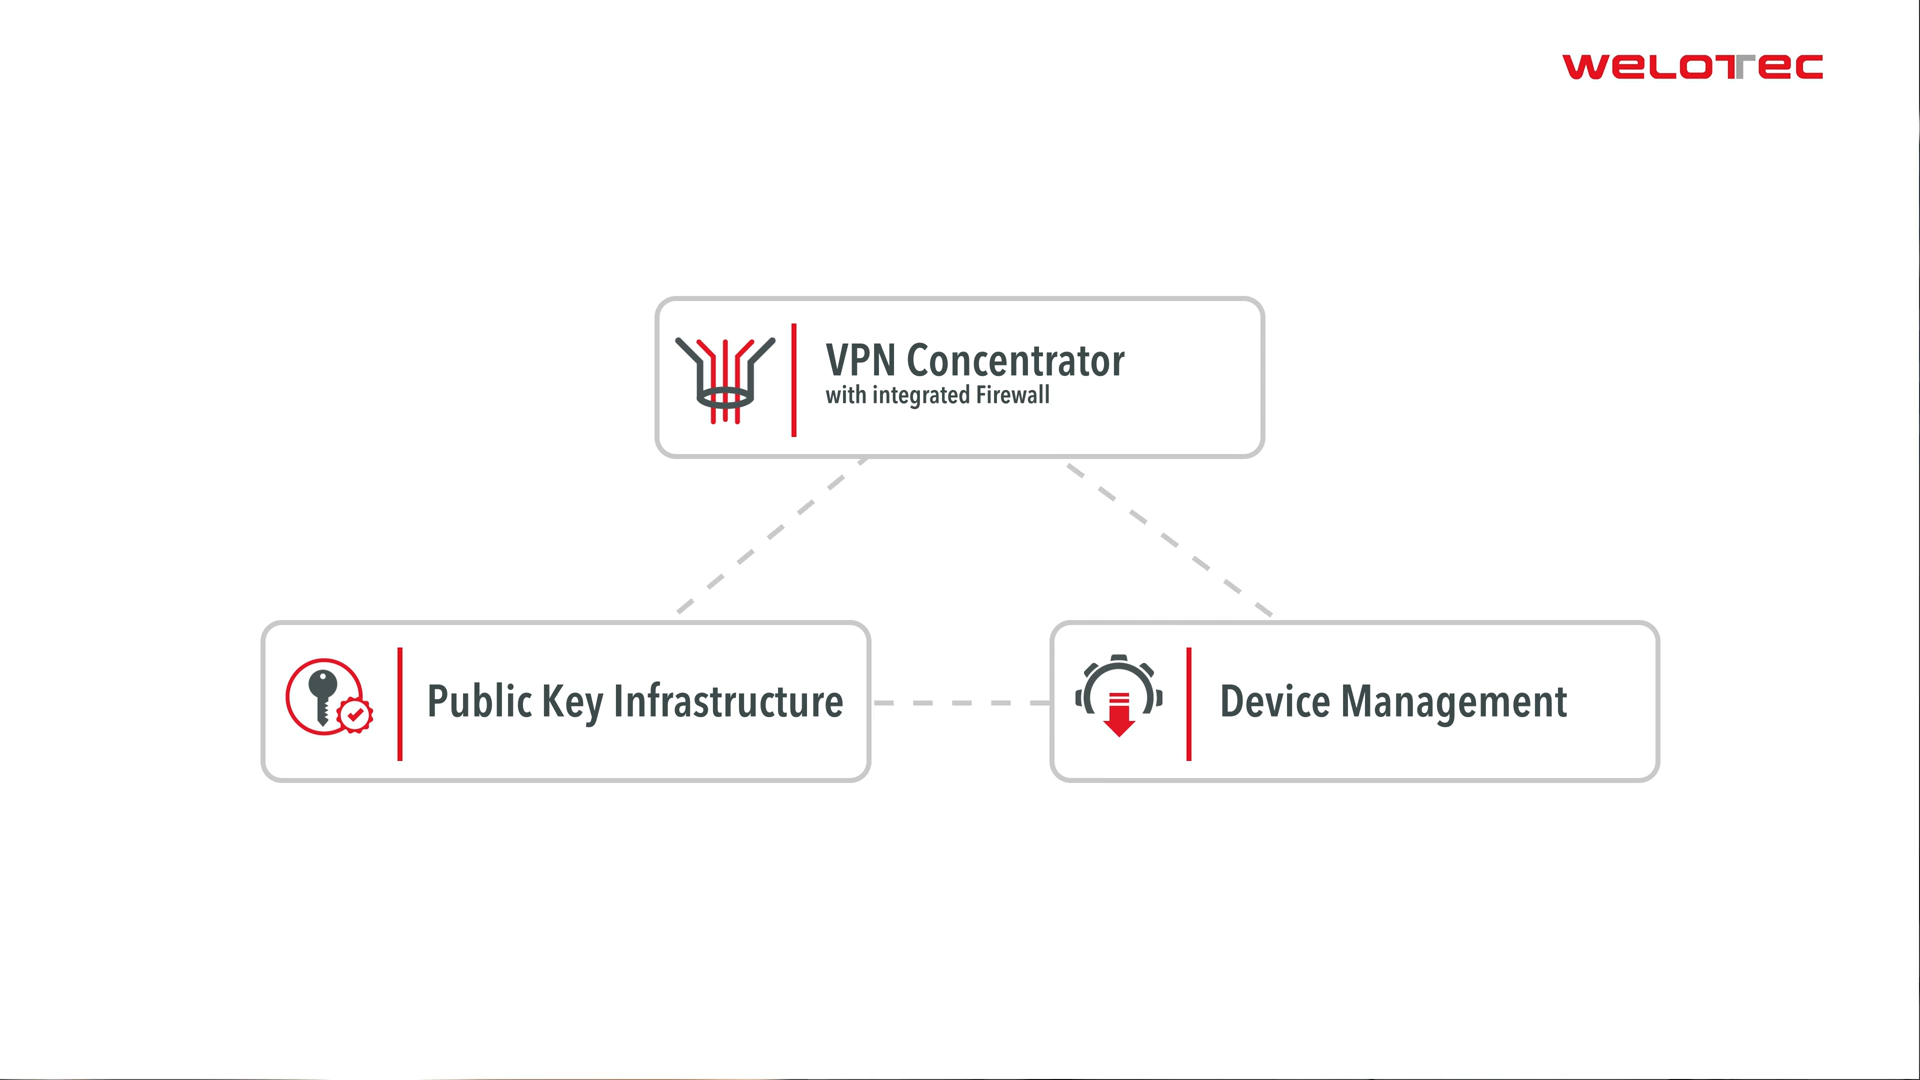 WELOTEC
VPN Concentrator
with integrated Firewall
Public Key Infrastructure
Device Management